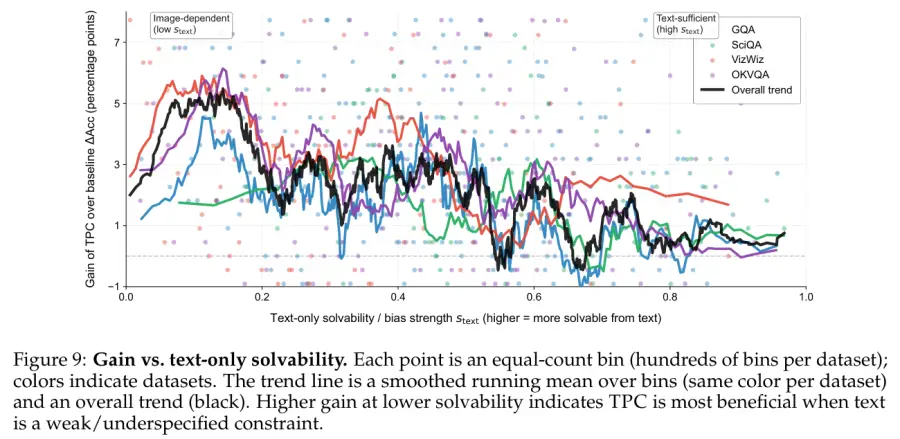 Image-dependent
(low s_text)
Text-sufficient
(high s_text)
GQA
SciQA
VizWiz
OKVQA
Overall trend
Gain of TPC over baseline ΔAcc (percentage points)
7
5
3
1
−1
0.0 0.2 0.4 0.6 0.8 1.0
Text-only solvability / bias strength s_text (higher = more solvable from text)
Figure 9: Gain vs. text-only solvability. Each point is an equal-count bin (hundreds of bins per dataset);
colors indicate datasets. The trend line is a smoothed running mean over bins (same color per dataset)
and an overall trend (black). Higher gain at lower solvability indicates TPC is most beneficial when text
is a weak/underspecified constraint.